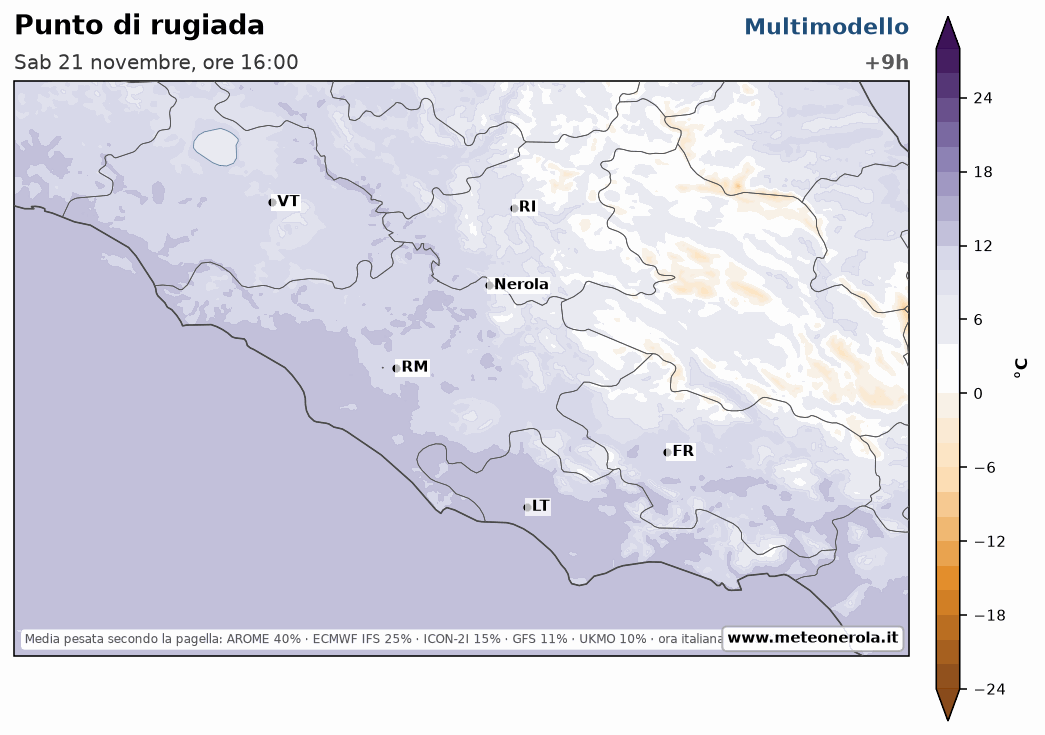 Punto di rugiada
Multimodello
Sab 21 novembre, ore 16:00
+9h
VT
RI
Nerola
RM
FR
LT
Media pesata secondo la pagella: AROME 40% · ECMWF IFS 25% · ICON-2I 15% · GFS 11% · UKMO 10% · ora italiana
www.meteonerola.it
24
18
12
6
0
−6
−12
−18
−24
°C